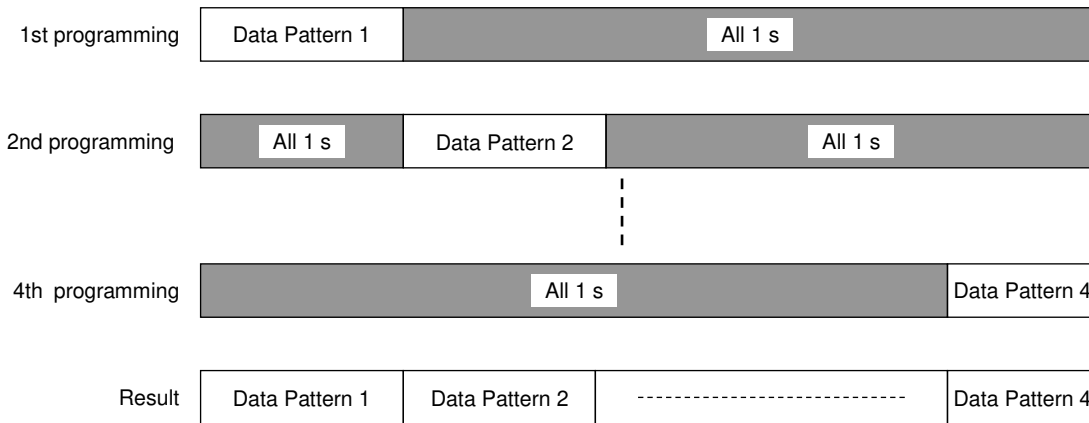 1st programming Data Pattern 1 All 1 s
2nd programming All 1 s Data Pattern 2 All 1 s
4th programming All 1 s Data Pattern 4
Result Data Pattern 1 Data Pattern 2 Data Pattern 4